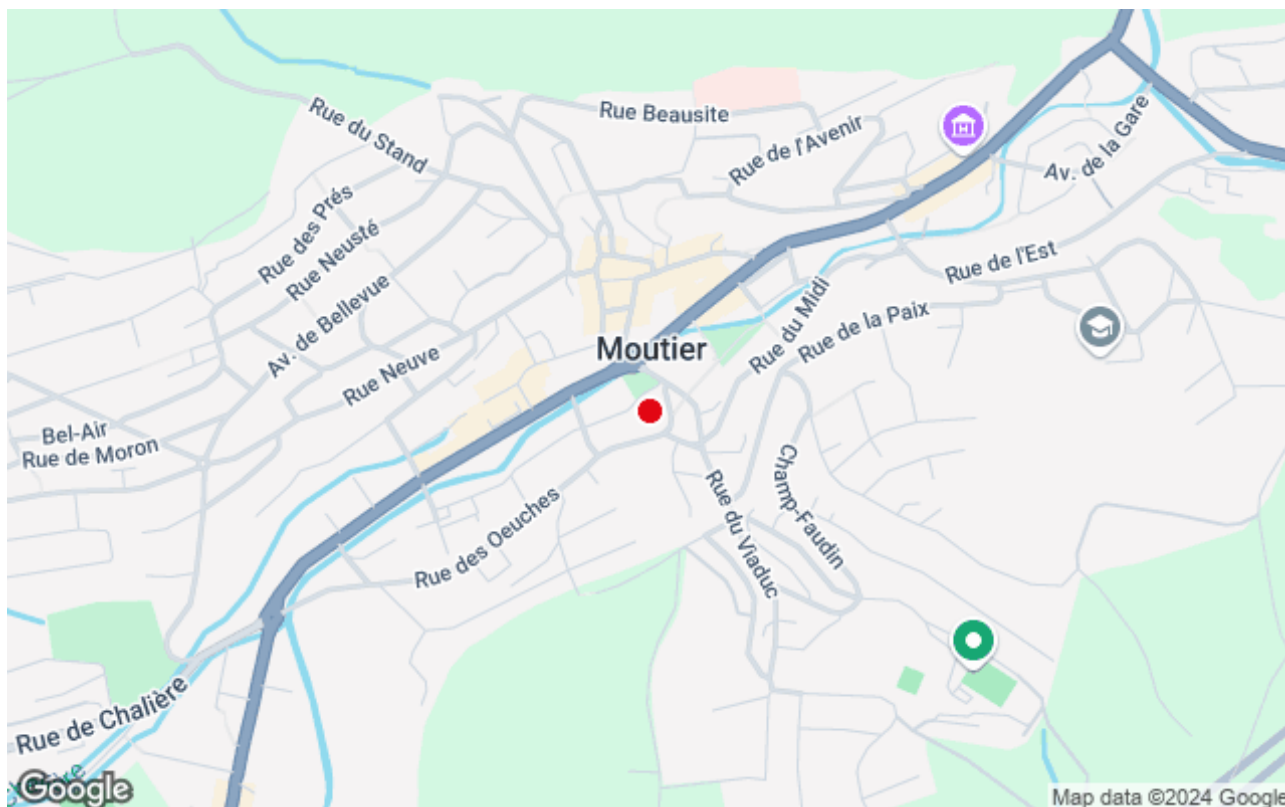 Rue Beausite
Rue du Stand
Rue de l'Avenir
Av. de la Gare
Rue des Prés
Rue Neusté
Av. de Bellevue
Rue de l'Est
Rue du Midi
Rue de la Paix
Moutier
Rue Neuve
Bel-Air
Rue de Moron
Champ-Faudin
Rue du Viaduc
Rue des Oeuches
Rue de Chalière
Google
Map data ©2024 Google